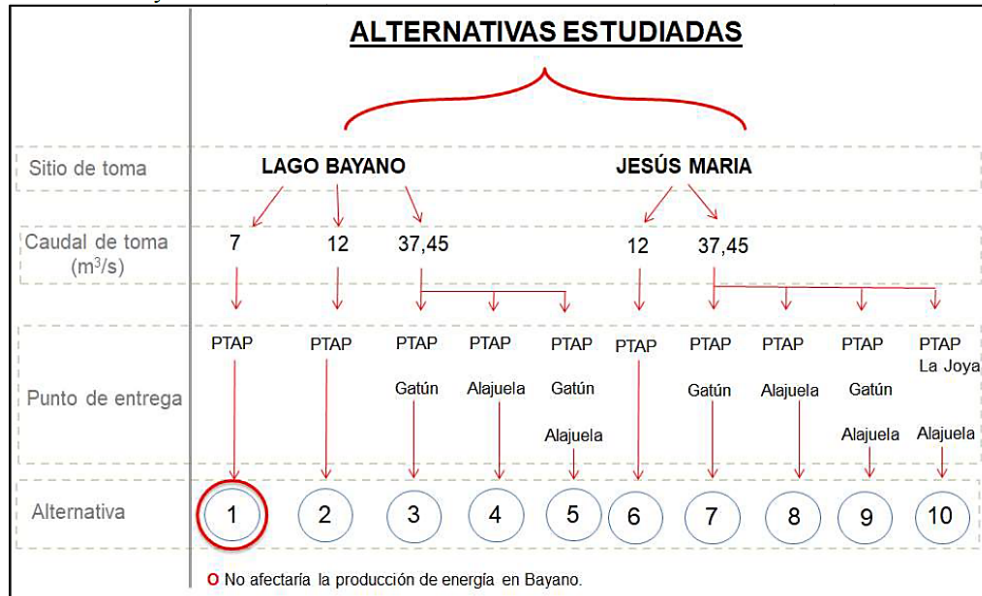 ALTERNATIVAS ESTUDIADAS
Sitio de toma
LAGO BAYANO
JESÚS MARIA
Caudal de toma
(m³/s)
7
12
37,45
12
37,45
Punto de entrega
PTAP
PTAP
PTAP
PTAP
PTAP
PTAP
PTAP
PTAP
PTAP
PTAP
La Joya
Gatún
Alajuela
Gatún
Gatún
Alajuela
Gatún
Alajuela
Alajuela
Alajuela
Alternativa
1
2
3
4
5
6
7
8
9
10
O No afectaría la producción de energía en Bayano.